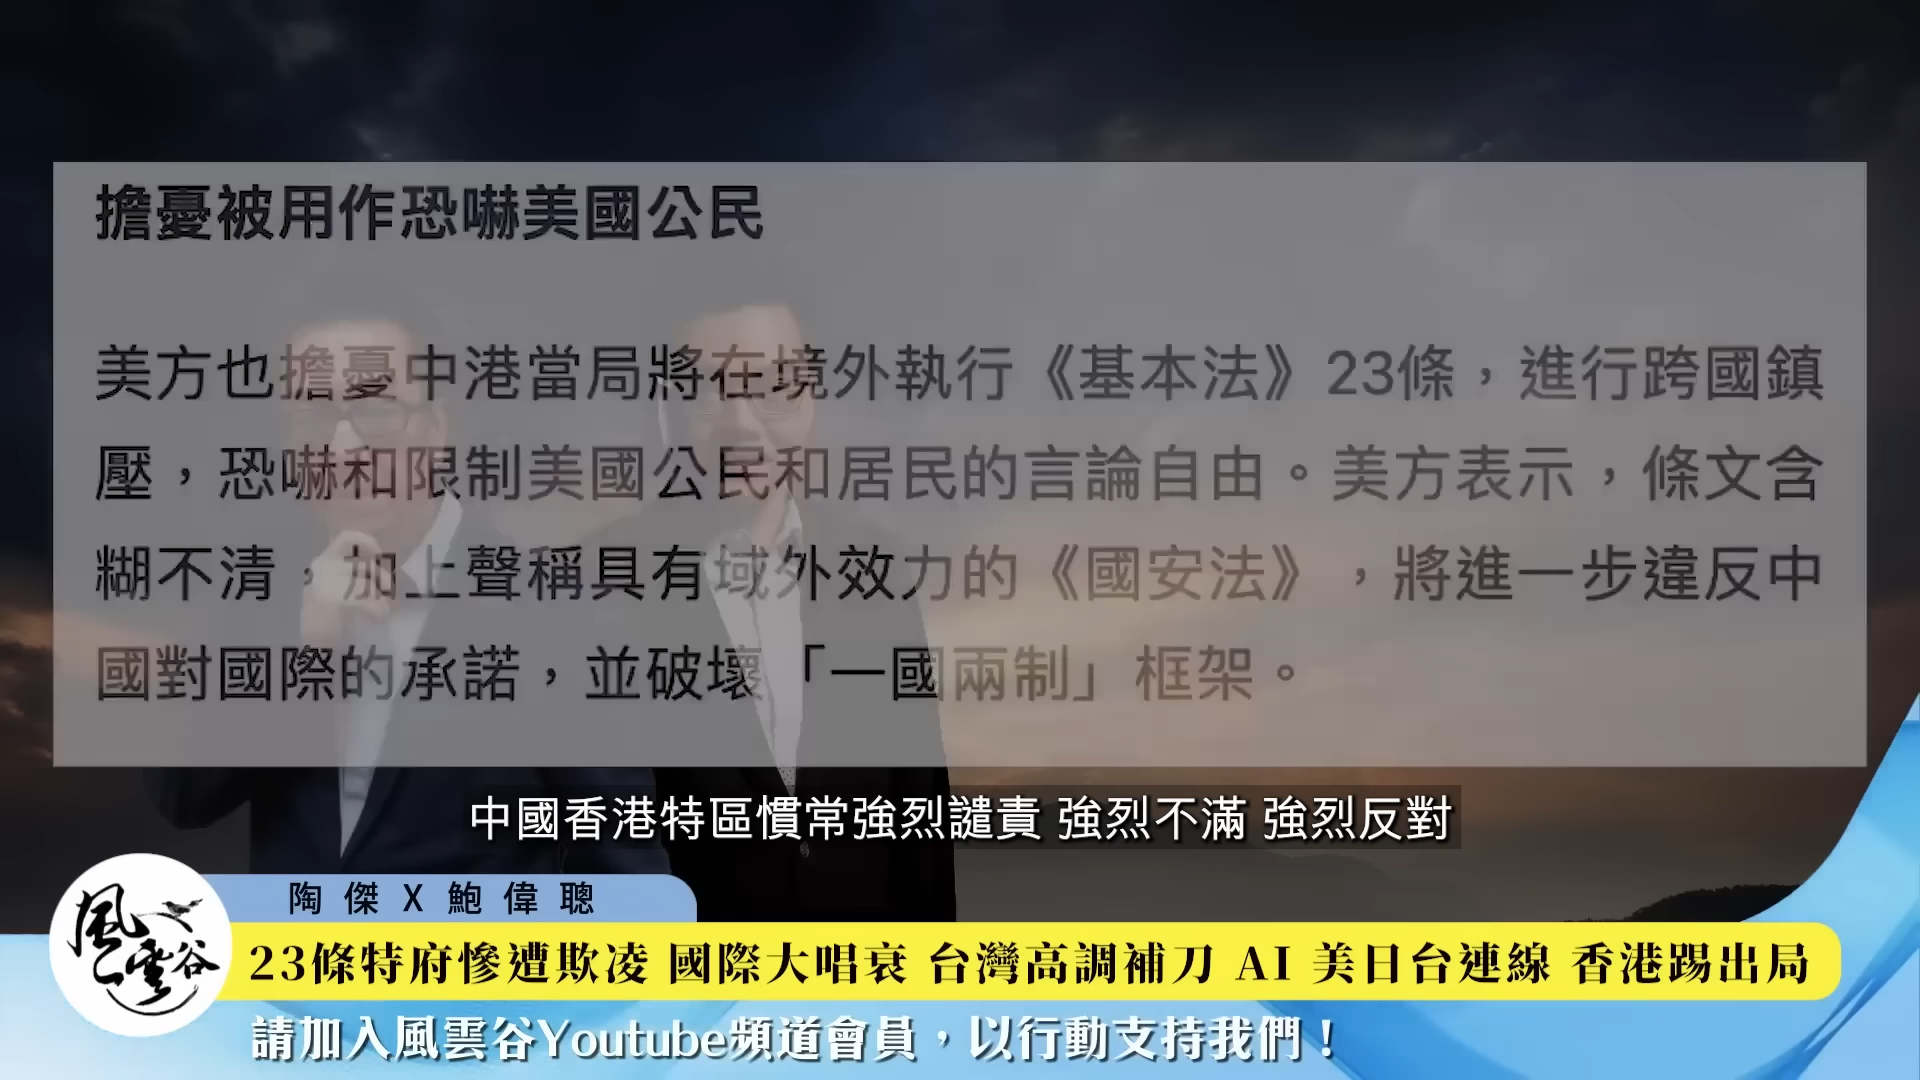 擔憂被用作恐嚇美國公民
美方也擔憂中港當局將在境外執行《基本法》23條，進行跨國鎮
壓，恐嚇和限制美國公民和居民的言論自由。美方表示，條文含
糊不清，加上聲稱具有域外效力的《國安法》，將進一步違反中
國對國際的承諾，並破壞「一國兩制」框架。
中國香港特區慣常強烈譴責 強烈不滿 強烈反對
陶傑X鮑偉聰
風雲谷
23條特府慘遭欺凌 國際大唱衰 台灣高調補刀 AI 美日台連線 香港踢出局
請加入風雲谷Youtube頻道會員，以行動支持我們！